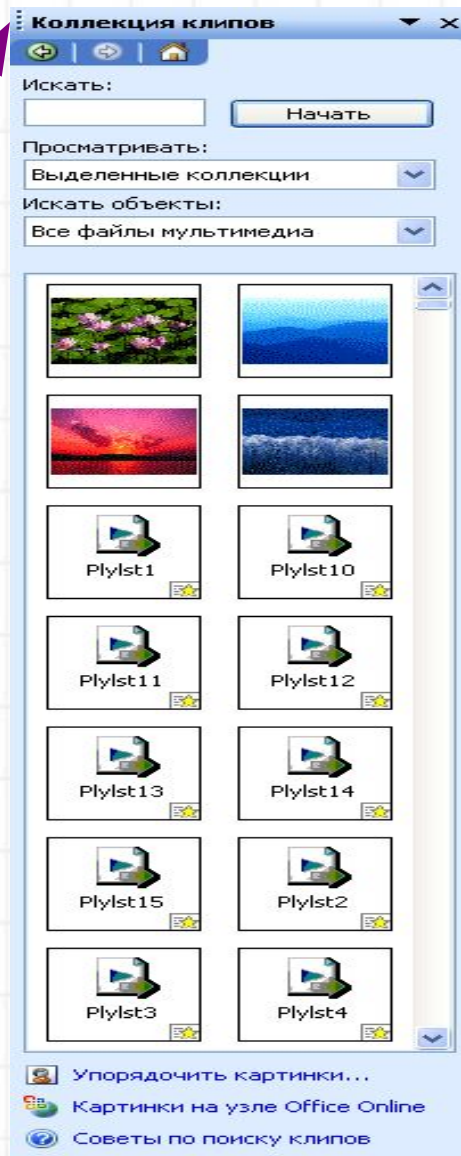 Коллекция клипов
Искать:
Начать
Просматривать:
Выделенные коллекции
Искать объекты:
Все файлы мультимедиа
Plylst1 Plylst10
Plylst11 Plylst12
Plylst13 Plylst14
Plylst15 Plylst2
Plylst3 Plylst4
Упорядочить картинки...
Картинки на узле Office Online
Советы по поиску клипов